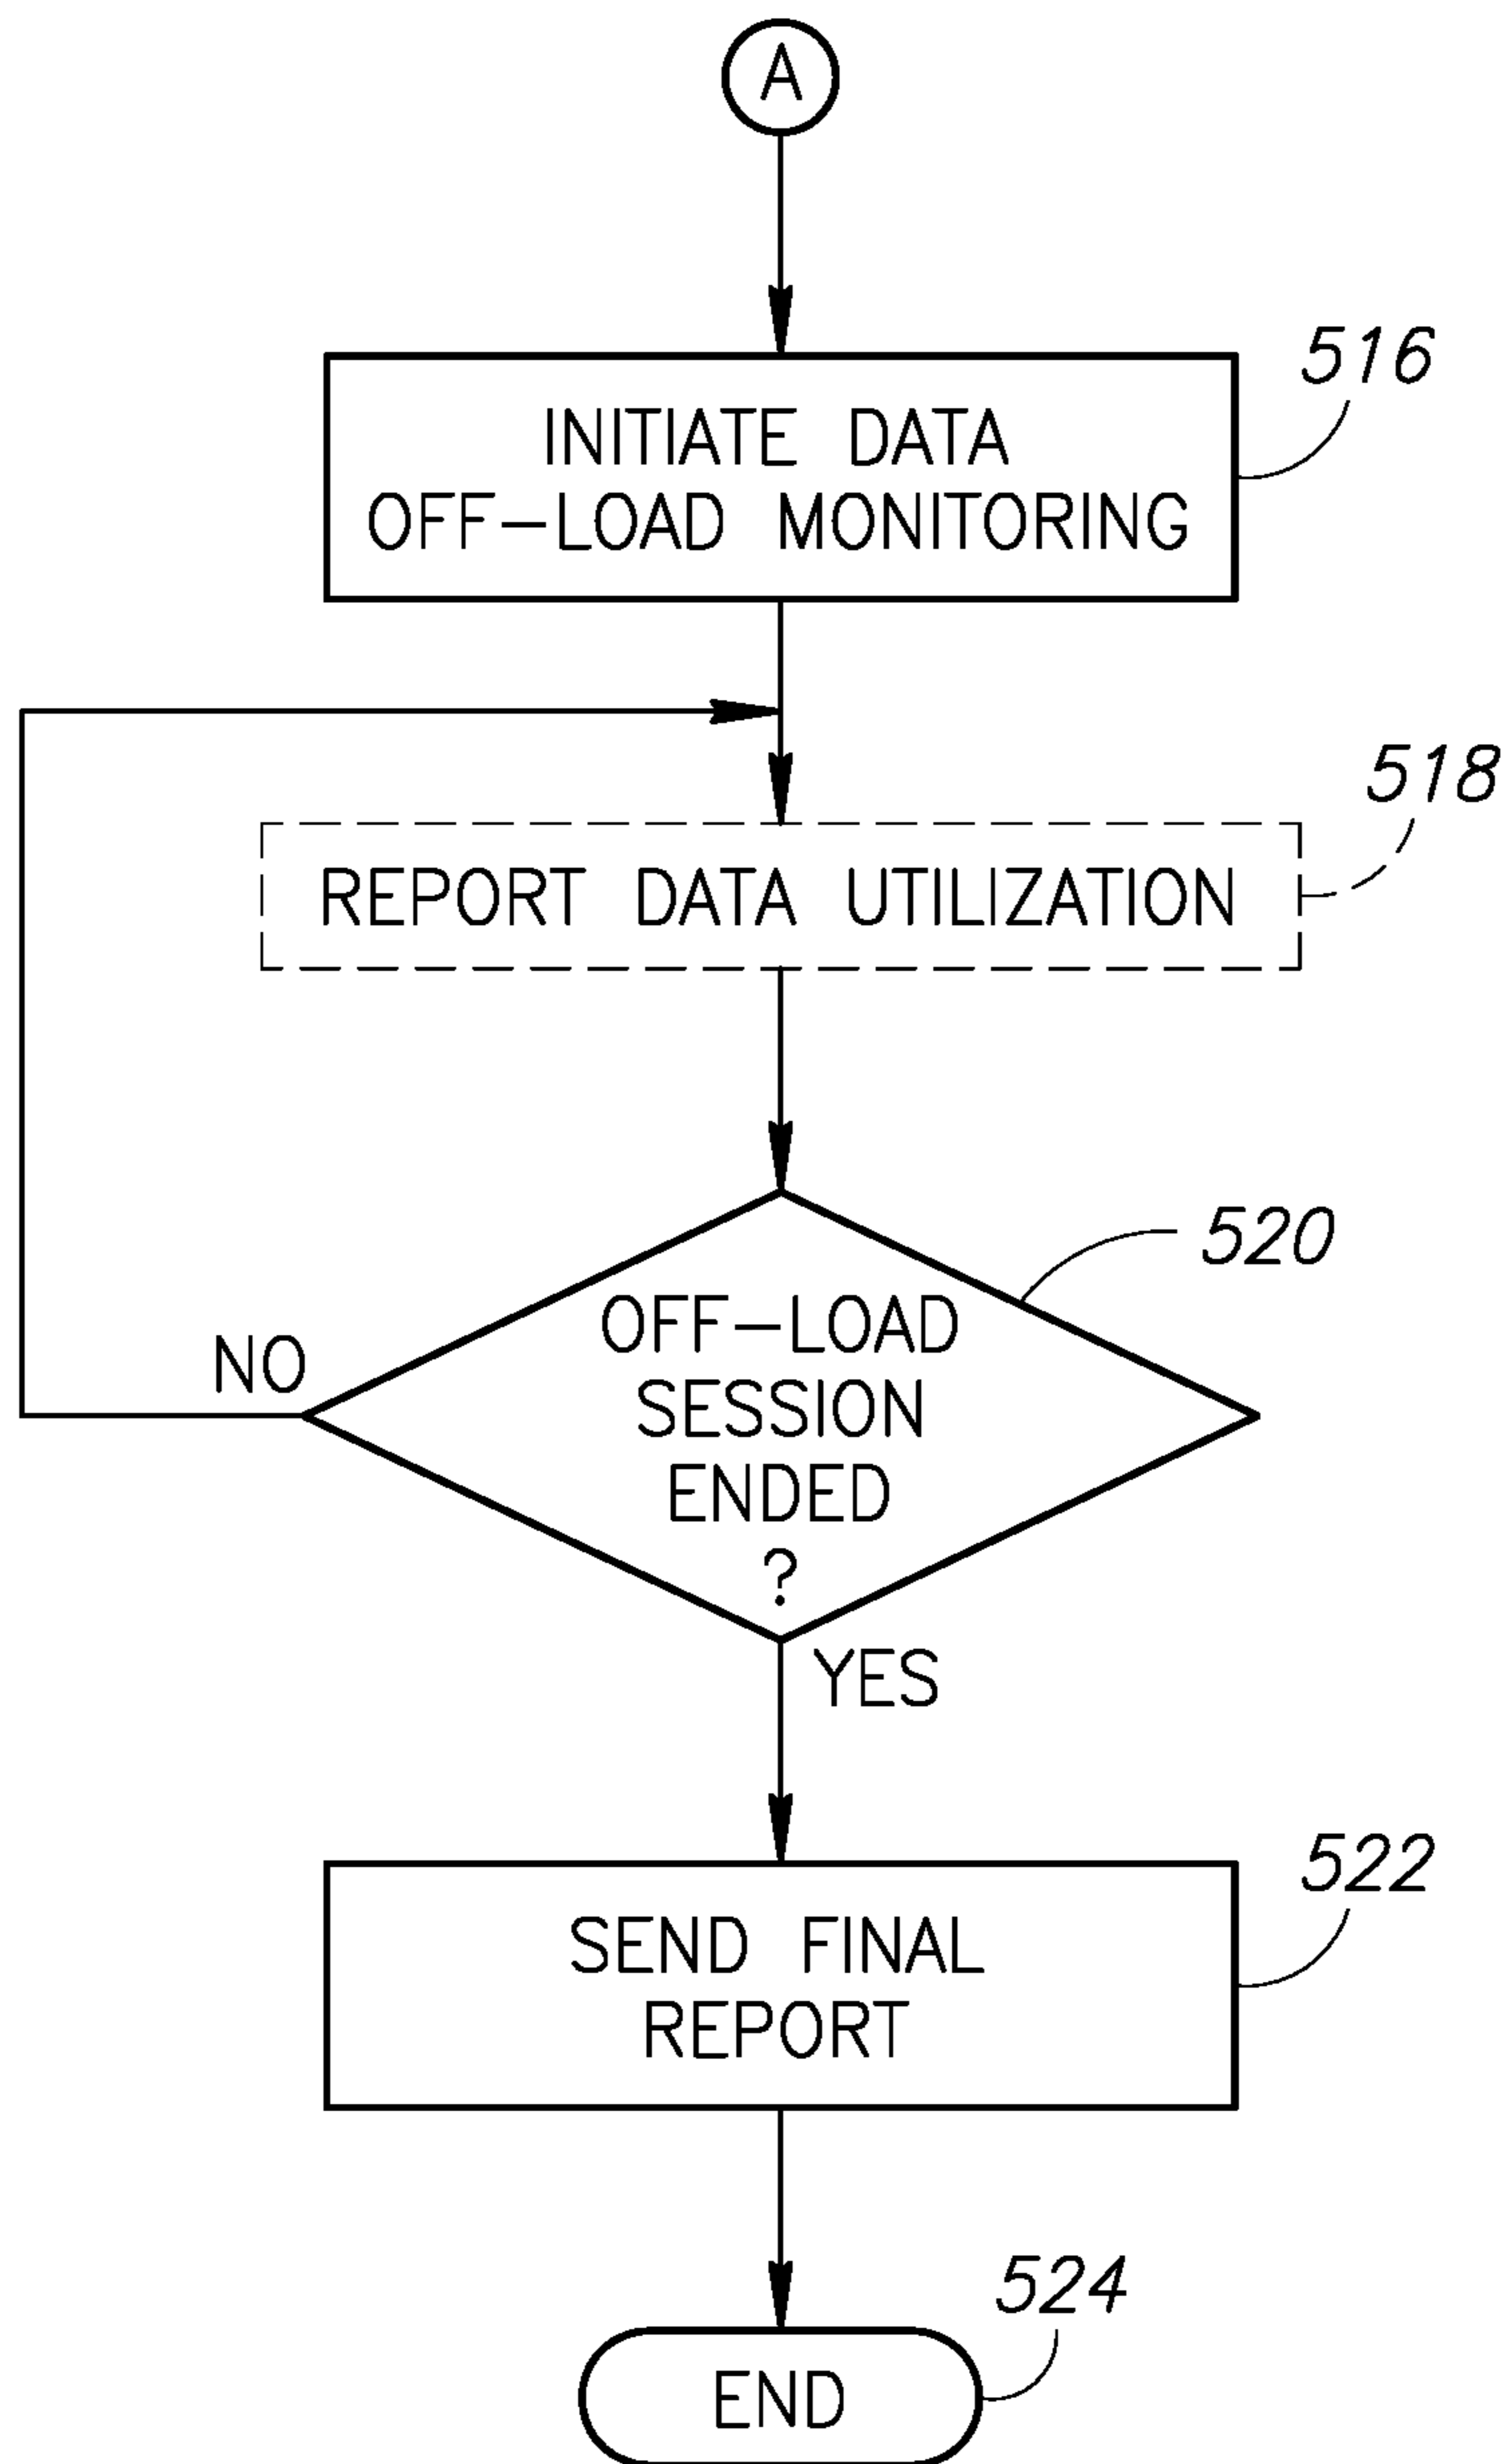 A
516
INITIATE DATA
OFF-LOAD MONITORING
518
REPORT DATA UTILIZATION
520
OFF-LOAD
SESSION
ENDED
?
NO
YES
522
SEND FINAL
REPORT
524
END